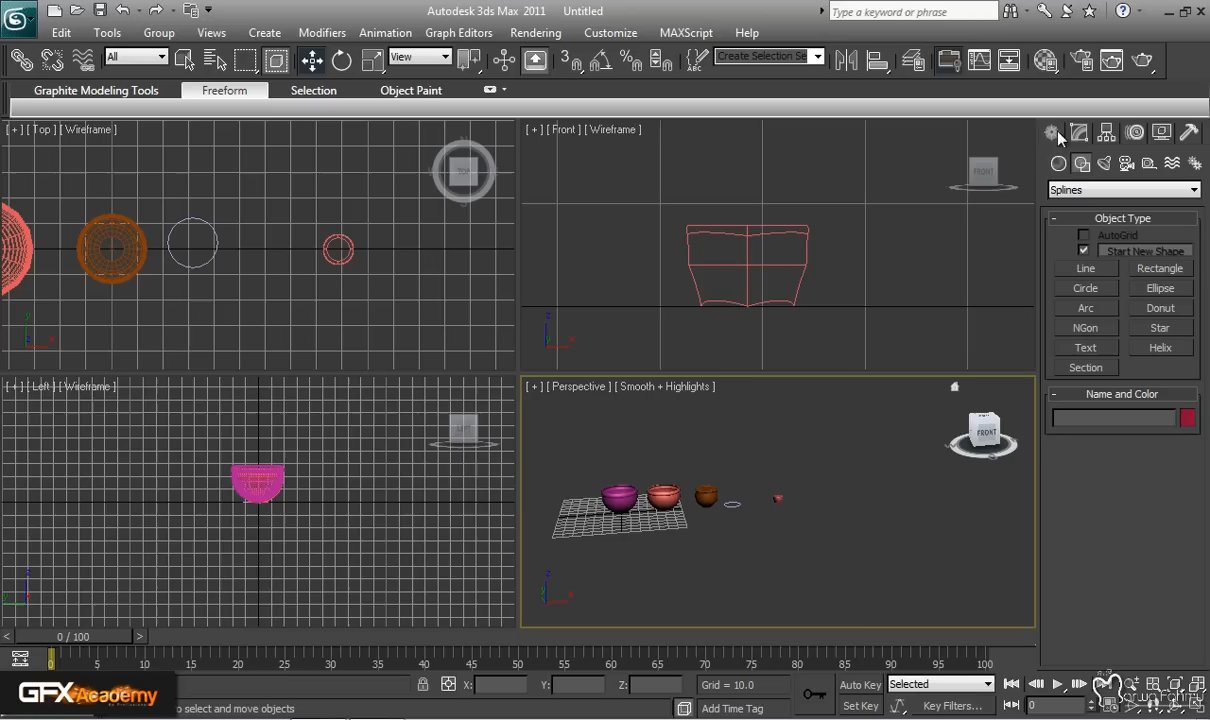 Autodesk 3ds Max 2011 Untitled
Type a keyword or phrase
Edit Tools Group Views Create Modifiers Animation Graph Editors Rendering Customize MAXScript Help
All View Create Selection Se
Graphite Modeling Tools Freeform Selection Object Paint
[ + ] [ Top ] [ Wireframe ]
TOP
[ + ] [ Front ] [ Wireframe ]
FRONT
Splines
- Object Type
AutoGrid
Start New Shape
Line Rectangle
Circle Ellipse
Arc Donut
NGon Star
Text Helix
Section
- Name and Color
[ + ] [ Left ] [ Wireframe ]
LEFT
[ + ] [ Perspective ] [ Smooth + Highlights ]
FRONT
< 0 / 100 >
0 5 10 15 20 25 30 35 40 45 50 55 60 65 70 75 80 85 90 95 100
GFXAcademy
X: Y: Z: Grid = 10.0
Auto Key Selected
to select and move objects
Add Time Tag
Set Key Key Filters... 0